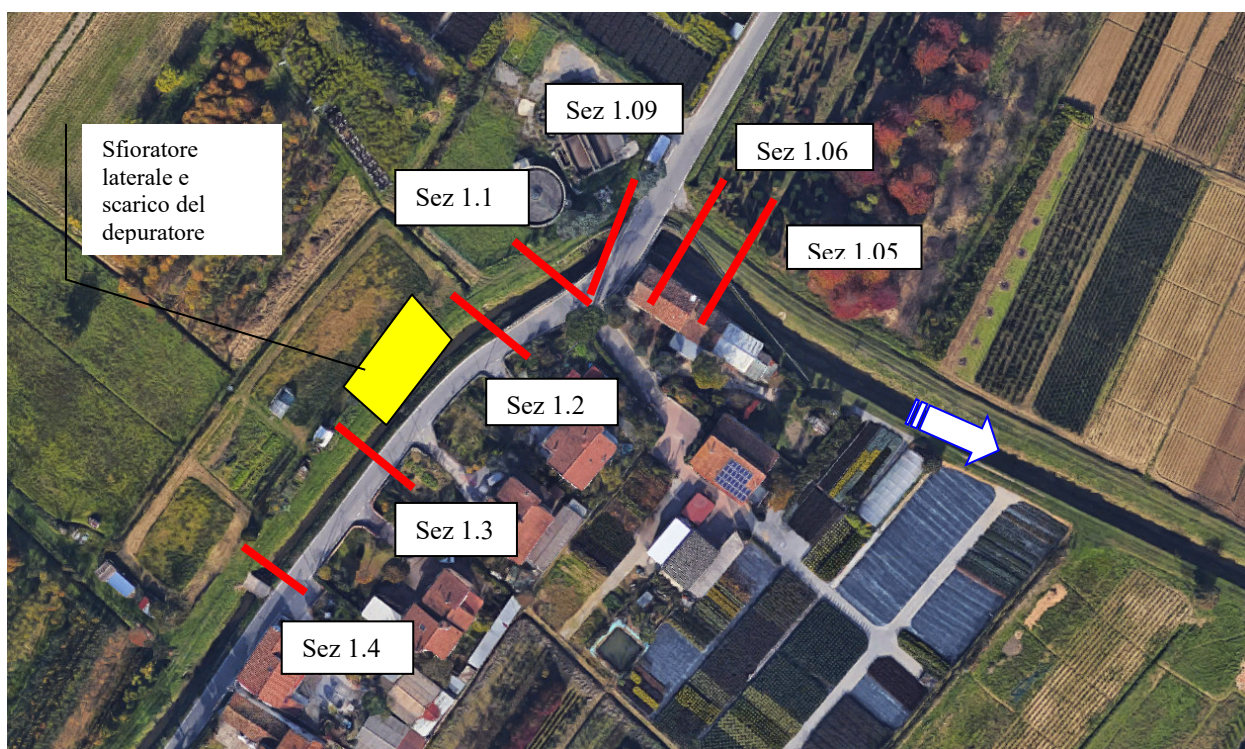 Sez 1.09
Sfioratore
laterale e
scarico del
depuratore
Sez 1.06
Sez 1.1
Sez 1.05
Sez 1.2
Sez 1.3
Sez 1.4